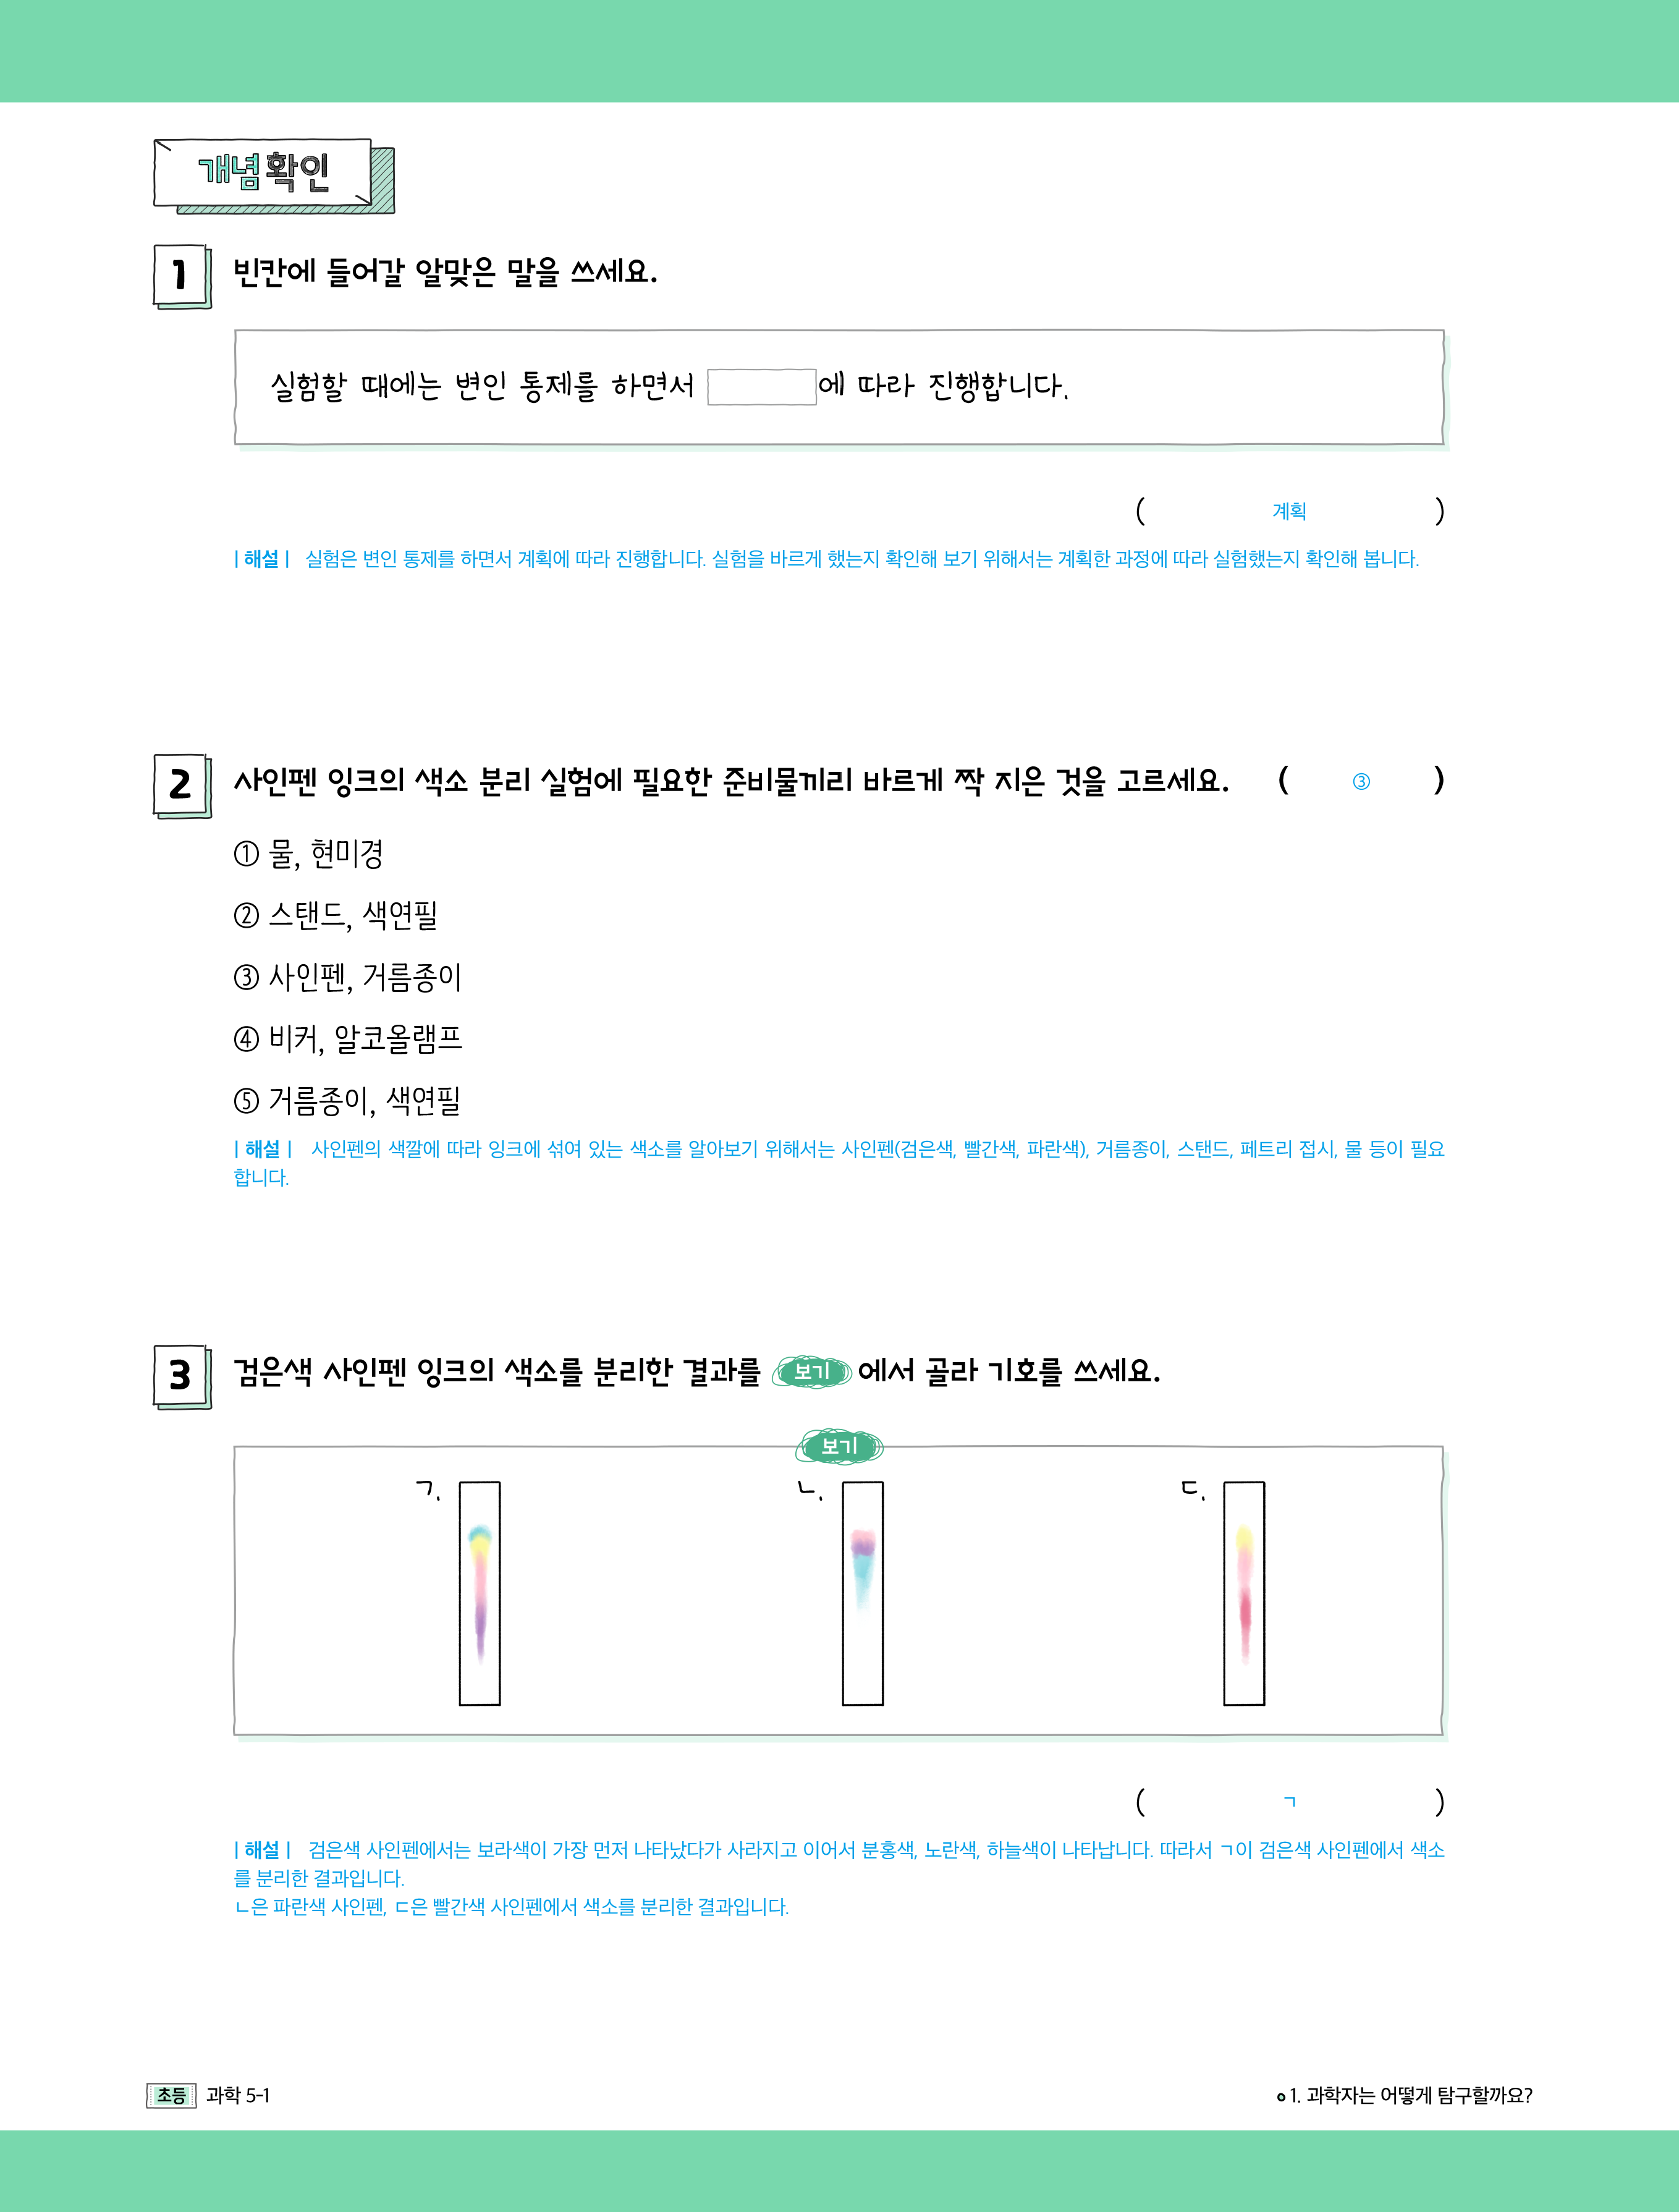 개념확인
1 빈칸에 들어갈 알맞은 말을 쓰세요.
실험할 때에는 변인 통제를 하면서 에 따라 진행합니다.
( 계획 )
| 해설 | 실험은 변인 통제를 하면서 계획에 따라 진행합니다. 실험을 바르게 했는지 확인해 보기 위해서는 계획한 과정에 따라 실험했는지 확인해 봅니다.
2 사인펜 잉크의 색소 분리 실험에 필요한 준비물끼리 바르게 짝 지은 것을 고르세요. ( ③ )
① 물, 현미경
② 스탠드, 색연필
③ 사인펜, 거름종이
④ 비커, 알코올램프
⑤ 거름종이, 색연필
| 해설 | 사인펜의 색깔에 따라 잉크에 섞여 있는 색소를 알아보기 위해서는 사인펜(검은색, 빨간색, 파란색), 거름종이, 스탠드, 페트리 접시, 물 등이 필요
합니다.
3 검은색 사인펜 잉크의 색소를 분리한 결과를 보기 에서 골라 기호를 쓰세요.
보기
ㄱ. ㄴ. ㄷ.
( ㄱ )
| 해설 | 검은색 사인펜에서는 보라색이 가장 먼저 나타났다가 사라지고 이어서 분홍색, 노란색, 하늘색이 나타납니다. 따라서 ㄱ이 검은색 사인펜에서 색소
를 분리한 결과입니다.
ㄴ은 파란색 사인펜, ㄷ은 빨간색 사인펜에서 색소를 분리한 결과입니다.
초등 과학 5-1
1. 과학자는 어떻게 탐구할까요?